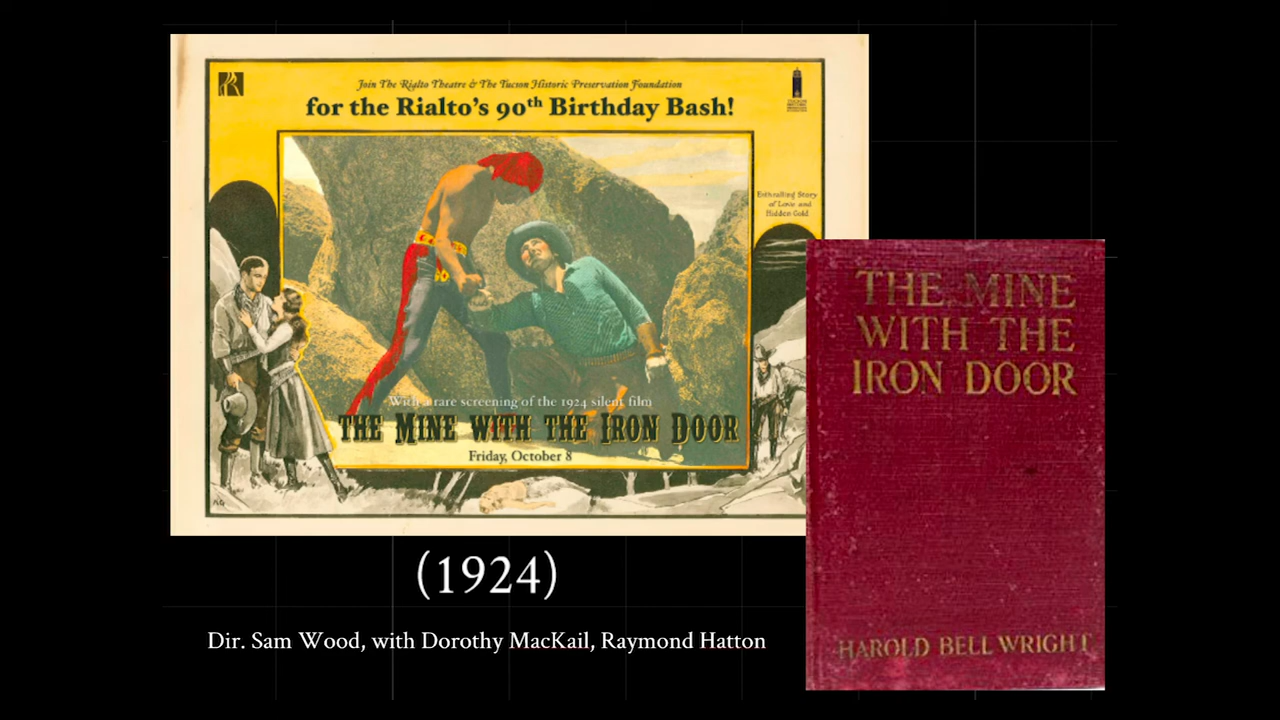 Join The Rialto Theatre & The Tucson Historic Preservation Foundation
for the Rialto's 90th Birthday Bash!
Enthralling Story
of Love and
Hidden Gold
With a rare screening of the 1924 silent film
THE MINE WITH THE IRON DOOR
Friday, October 8
THE MINE
WITH THE
IRON DOOR
HAROLD BELL WRIGHT
(1924)
Dir. Sam Wood, with Dorothy MacKail, Raymond Hatton